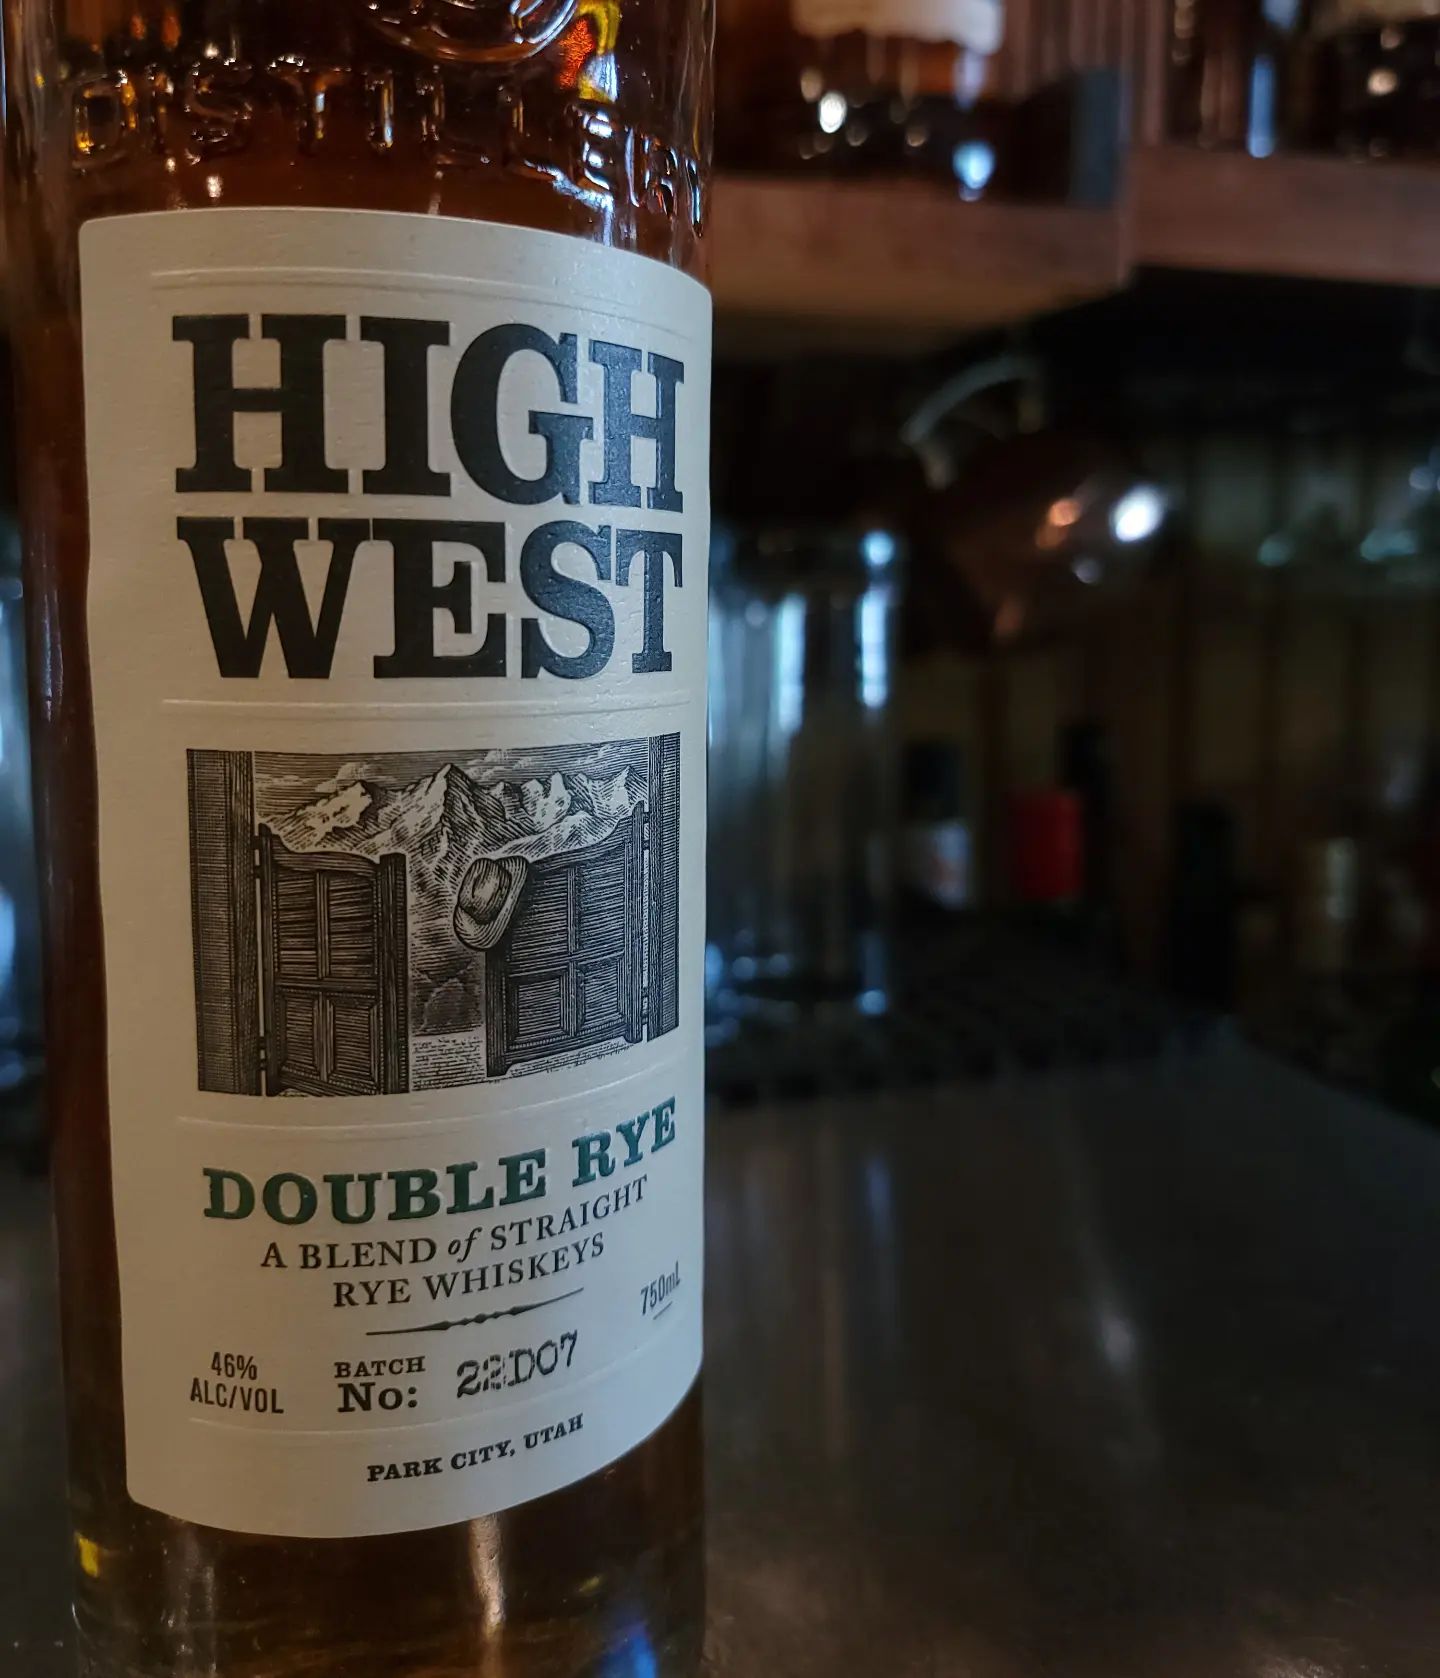 DISTILLERY
HIGH
WEST
DOUBLE RYE
A BLEND of STRAIGHT
RYE WHISKEYS
750mL
46%
ALC/VOL
BATCH
No: 22D07
PARK CITY, UTAH